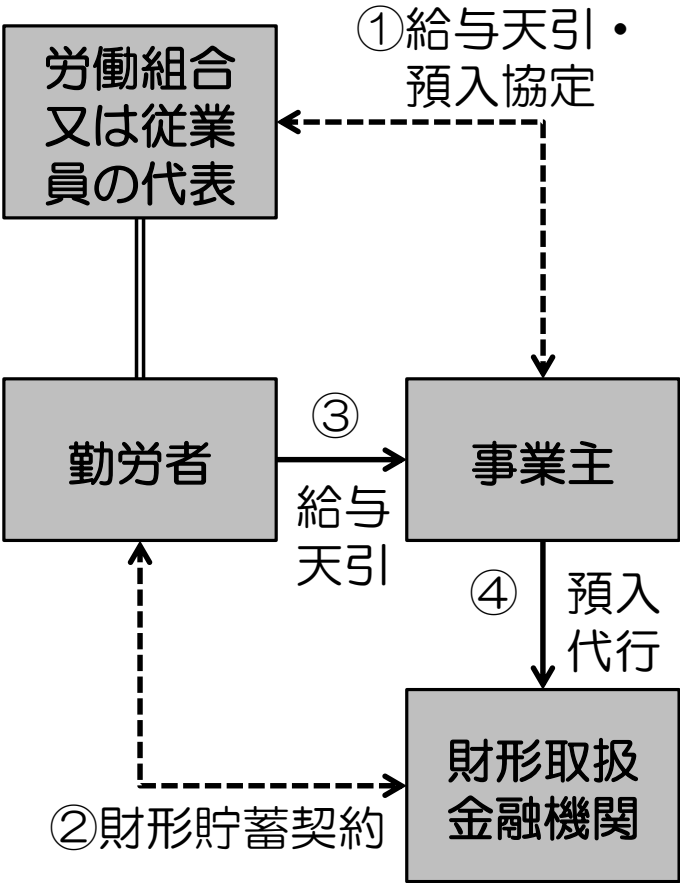 ①給与天引・
預入協定
労働組合
又は従業
員の代表
勤労者
③
給与
天引
事業主
④
預入
代行
②財形貯蓄契約
財形取扱
金融機関